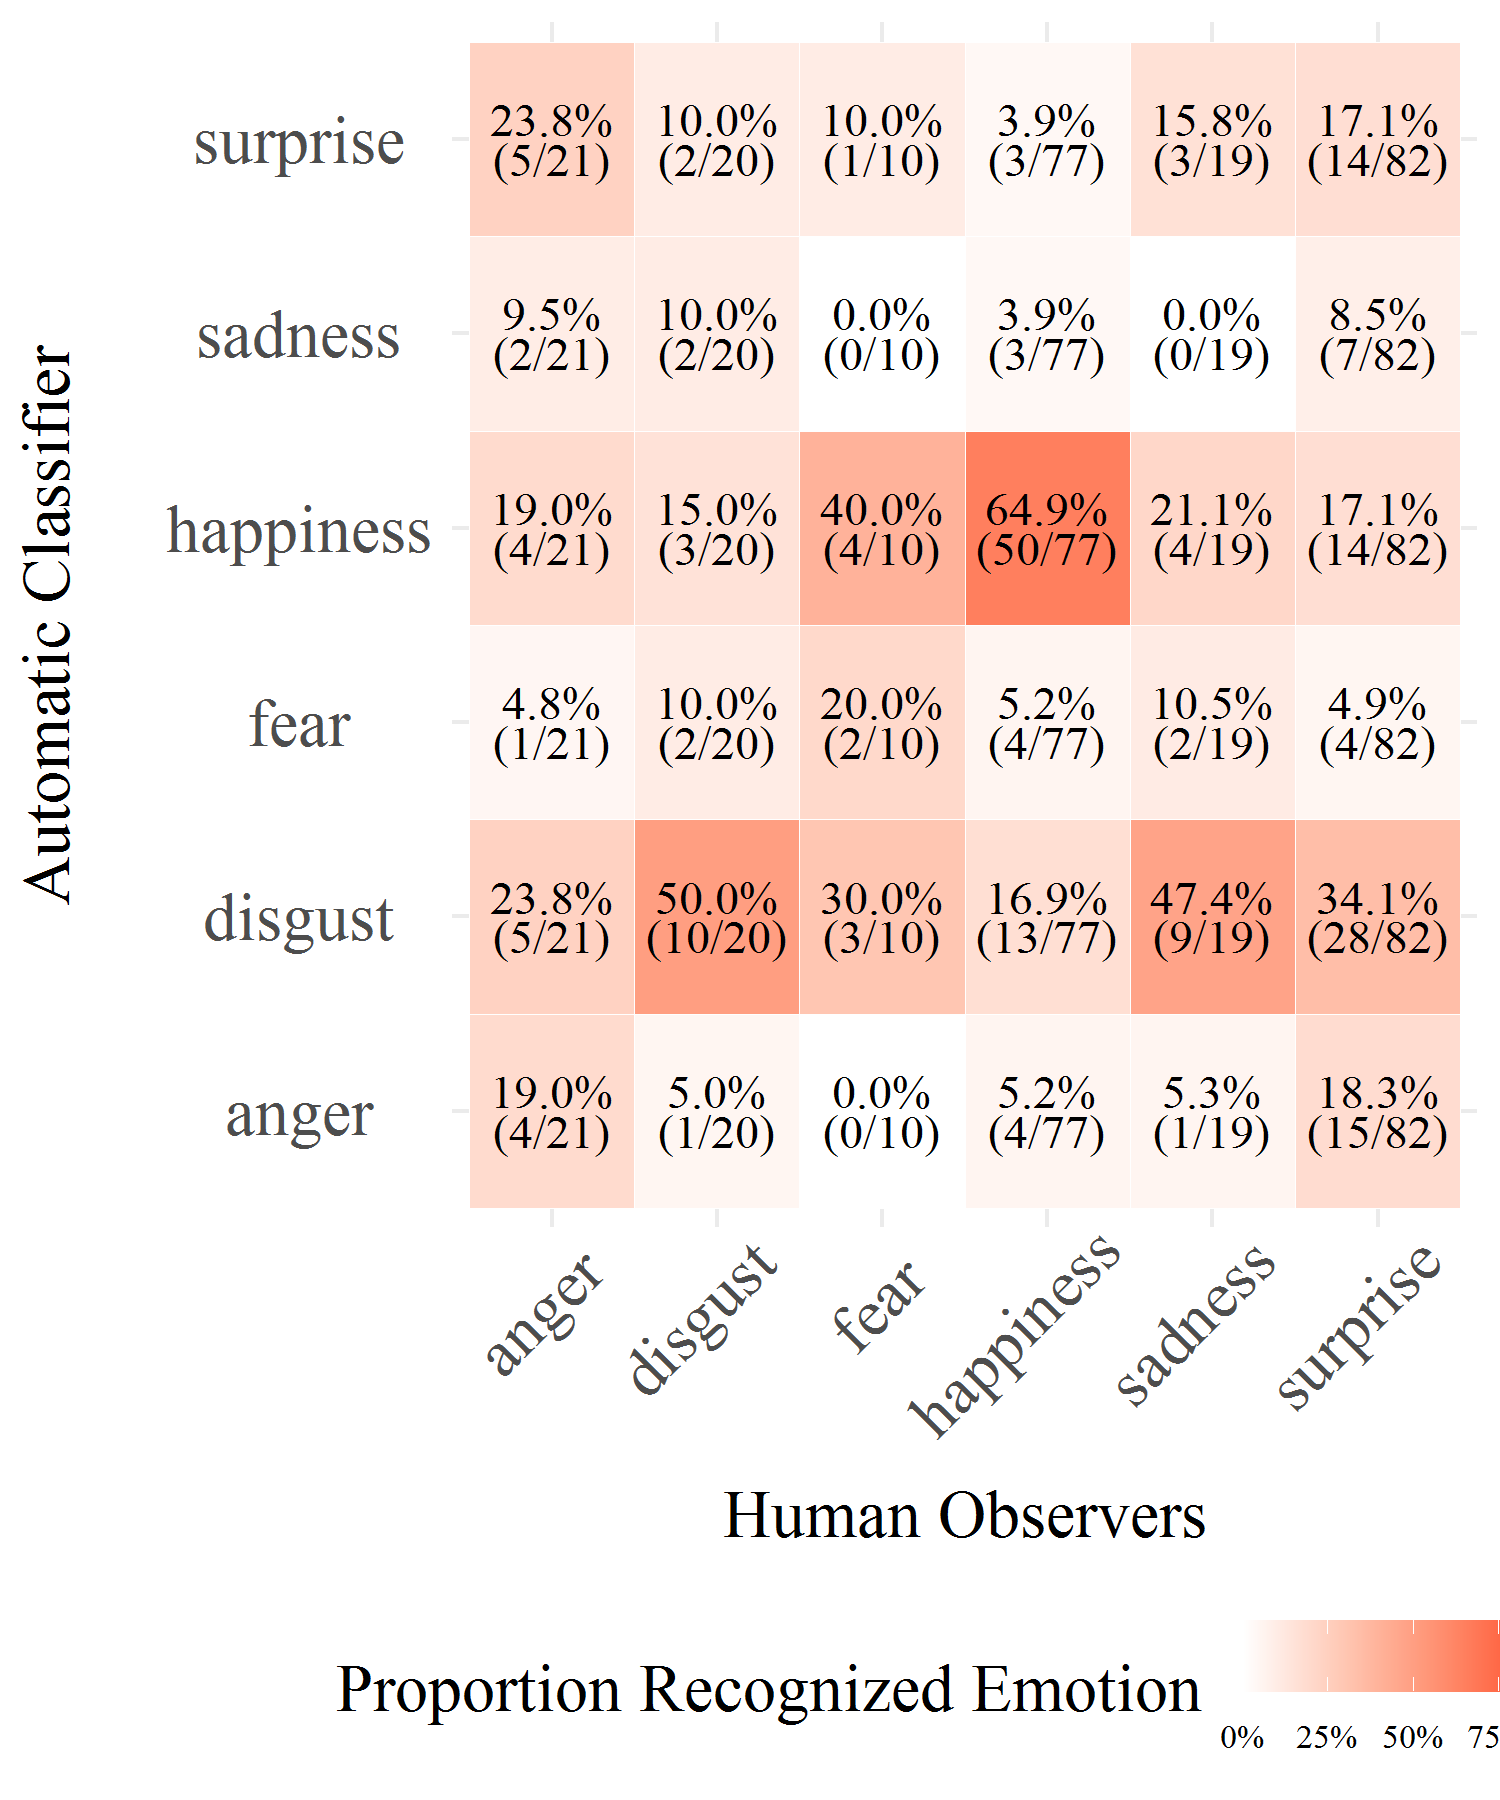 Automatic Classifier
surprise
23.8% 10.0% 10.0% 3.9% 15.8% 17.1%
(5/21) (2/20) (1/10) (3/77) (3/19) (14/82)
sadness
9.5% 10.0% 0.0% 3.9% 0.0% 8.5%
(2/21) (2/20) (0/10) (3/77) (0/19) (7/82)
happiness
19.0% 15.0% 40.0% 64.9% 21.1% 17.1%
(4/21) (3/20) (4/10) (50/77) (4/19) (14/82)
fear
4.8% 10.0% 20.0% 5.2% 10.5% 4.9%
(1/21) (2/20) (2/10) (4/77) (2/19) (4/82)
disgust
23.8% 50.0% 30.0% 16.9% 47.4% 34.1%
(5/21) (10/20) (3/10) (13/77) (9/19) (28/82)
anger
19.0% 5.0% 0.0% 5.2% 5.3% 18.3%
(4/21) (1/20) (0/10) (4/77) (1/19) (15/82)
anger disgust fear happiness sadness surprise
Human Observers
Proportion Recognized Emotion
0% 25% 50% 75